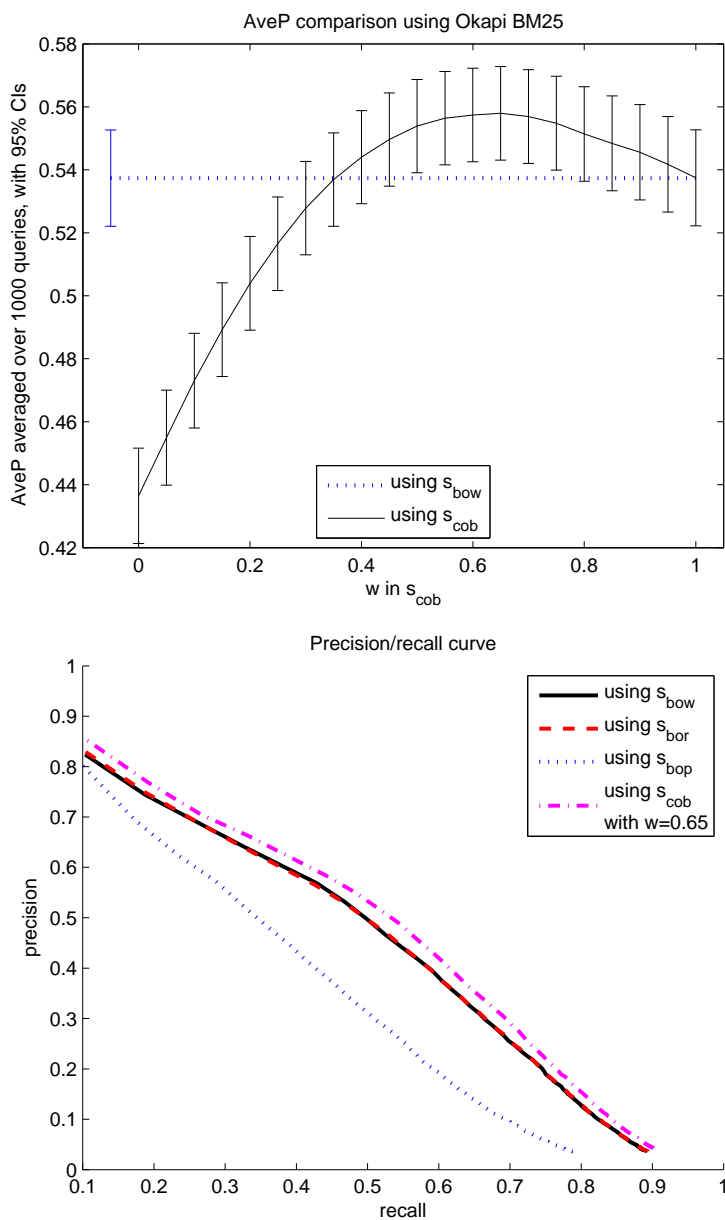 AveP comparison using Okapi BM25
AveP averaged over 1000 queries, with 95% CIs
0.58
0.56
0.54
0.52
0.5
0.48
0.46
0.44
0.42
using s_bow
using s_cob
0
0.2
0.4
0.6
0.8
1
w in s_cob
Precision/recall curve
precision
1
0.9
0.8
0.7
0.6
0.5
0.4
0.3
0.2
0.1
0
using s_bow
using s_bor
using s_bop
using s_cob
with w=0.65
0.1
0.2
0.3
0.4
0.5
0.6
0.7
0.8
0.9
1
recall